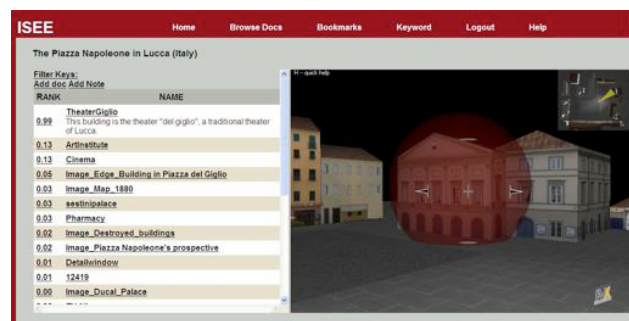 ISEE
Home Browse Docs Bookmarks Keyword Logout Help
The Piazza Napoleone in Lucca (Italy)
Filter Keys:
Add doc Add Note
RANK NAME
H - quick help
TheaterGiglio
0.99 This building is the theater "del giglio", a traditional theater
of Lucca.
0.13 ArtInstitute
0.13 Cinema
0.05 Image_Edge_Building in Piazza del Giglio
0.03 Image_Map_1880
0.03 sestinipalace
0.03 Pharmacy
0.02 Image_Destroyed_buildings
0.02 Image_Piazza Napoleone's prospective
0.01 Detailwindow
0.01 12419
0.00 Image_Ducal_Palace